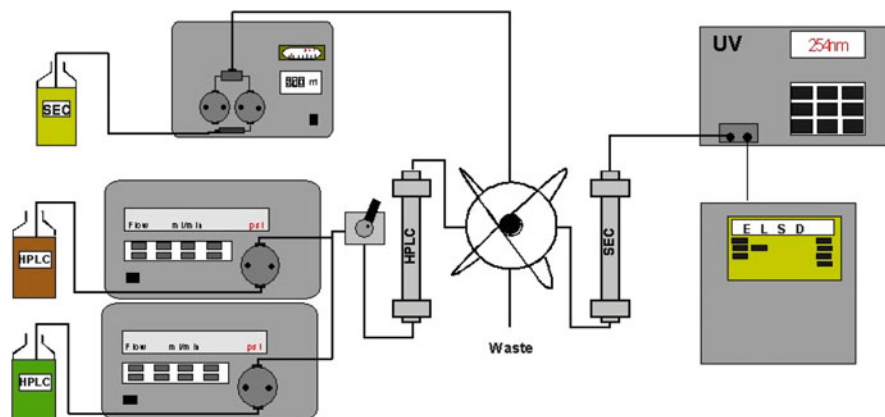 UV
254nm
SEC
HPLC
Flow ml/min psi
HPLC
SEC
E L S D
HPLC
Waste
Flow ml/min psi
HPLC